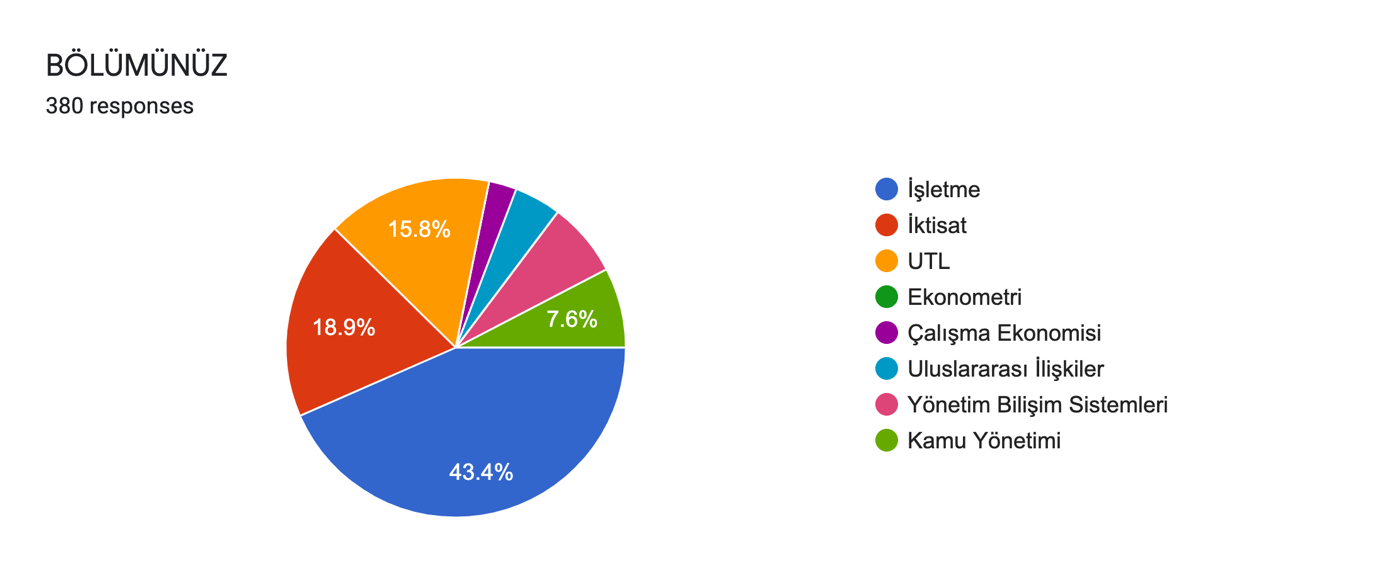 BÖLÜMÜNÜZ
380 responses
15.8%
18.9%
7.6%
43.4%
İşletme
İktisat
UTL
Ekonometri
Çalışma Ekonomisi
Uluslararası İlişkiler
Yönetim Bilişim Sistemleri
Kamu Yönetimi